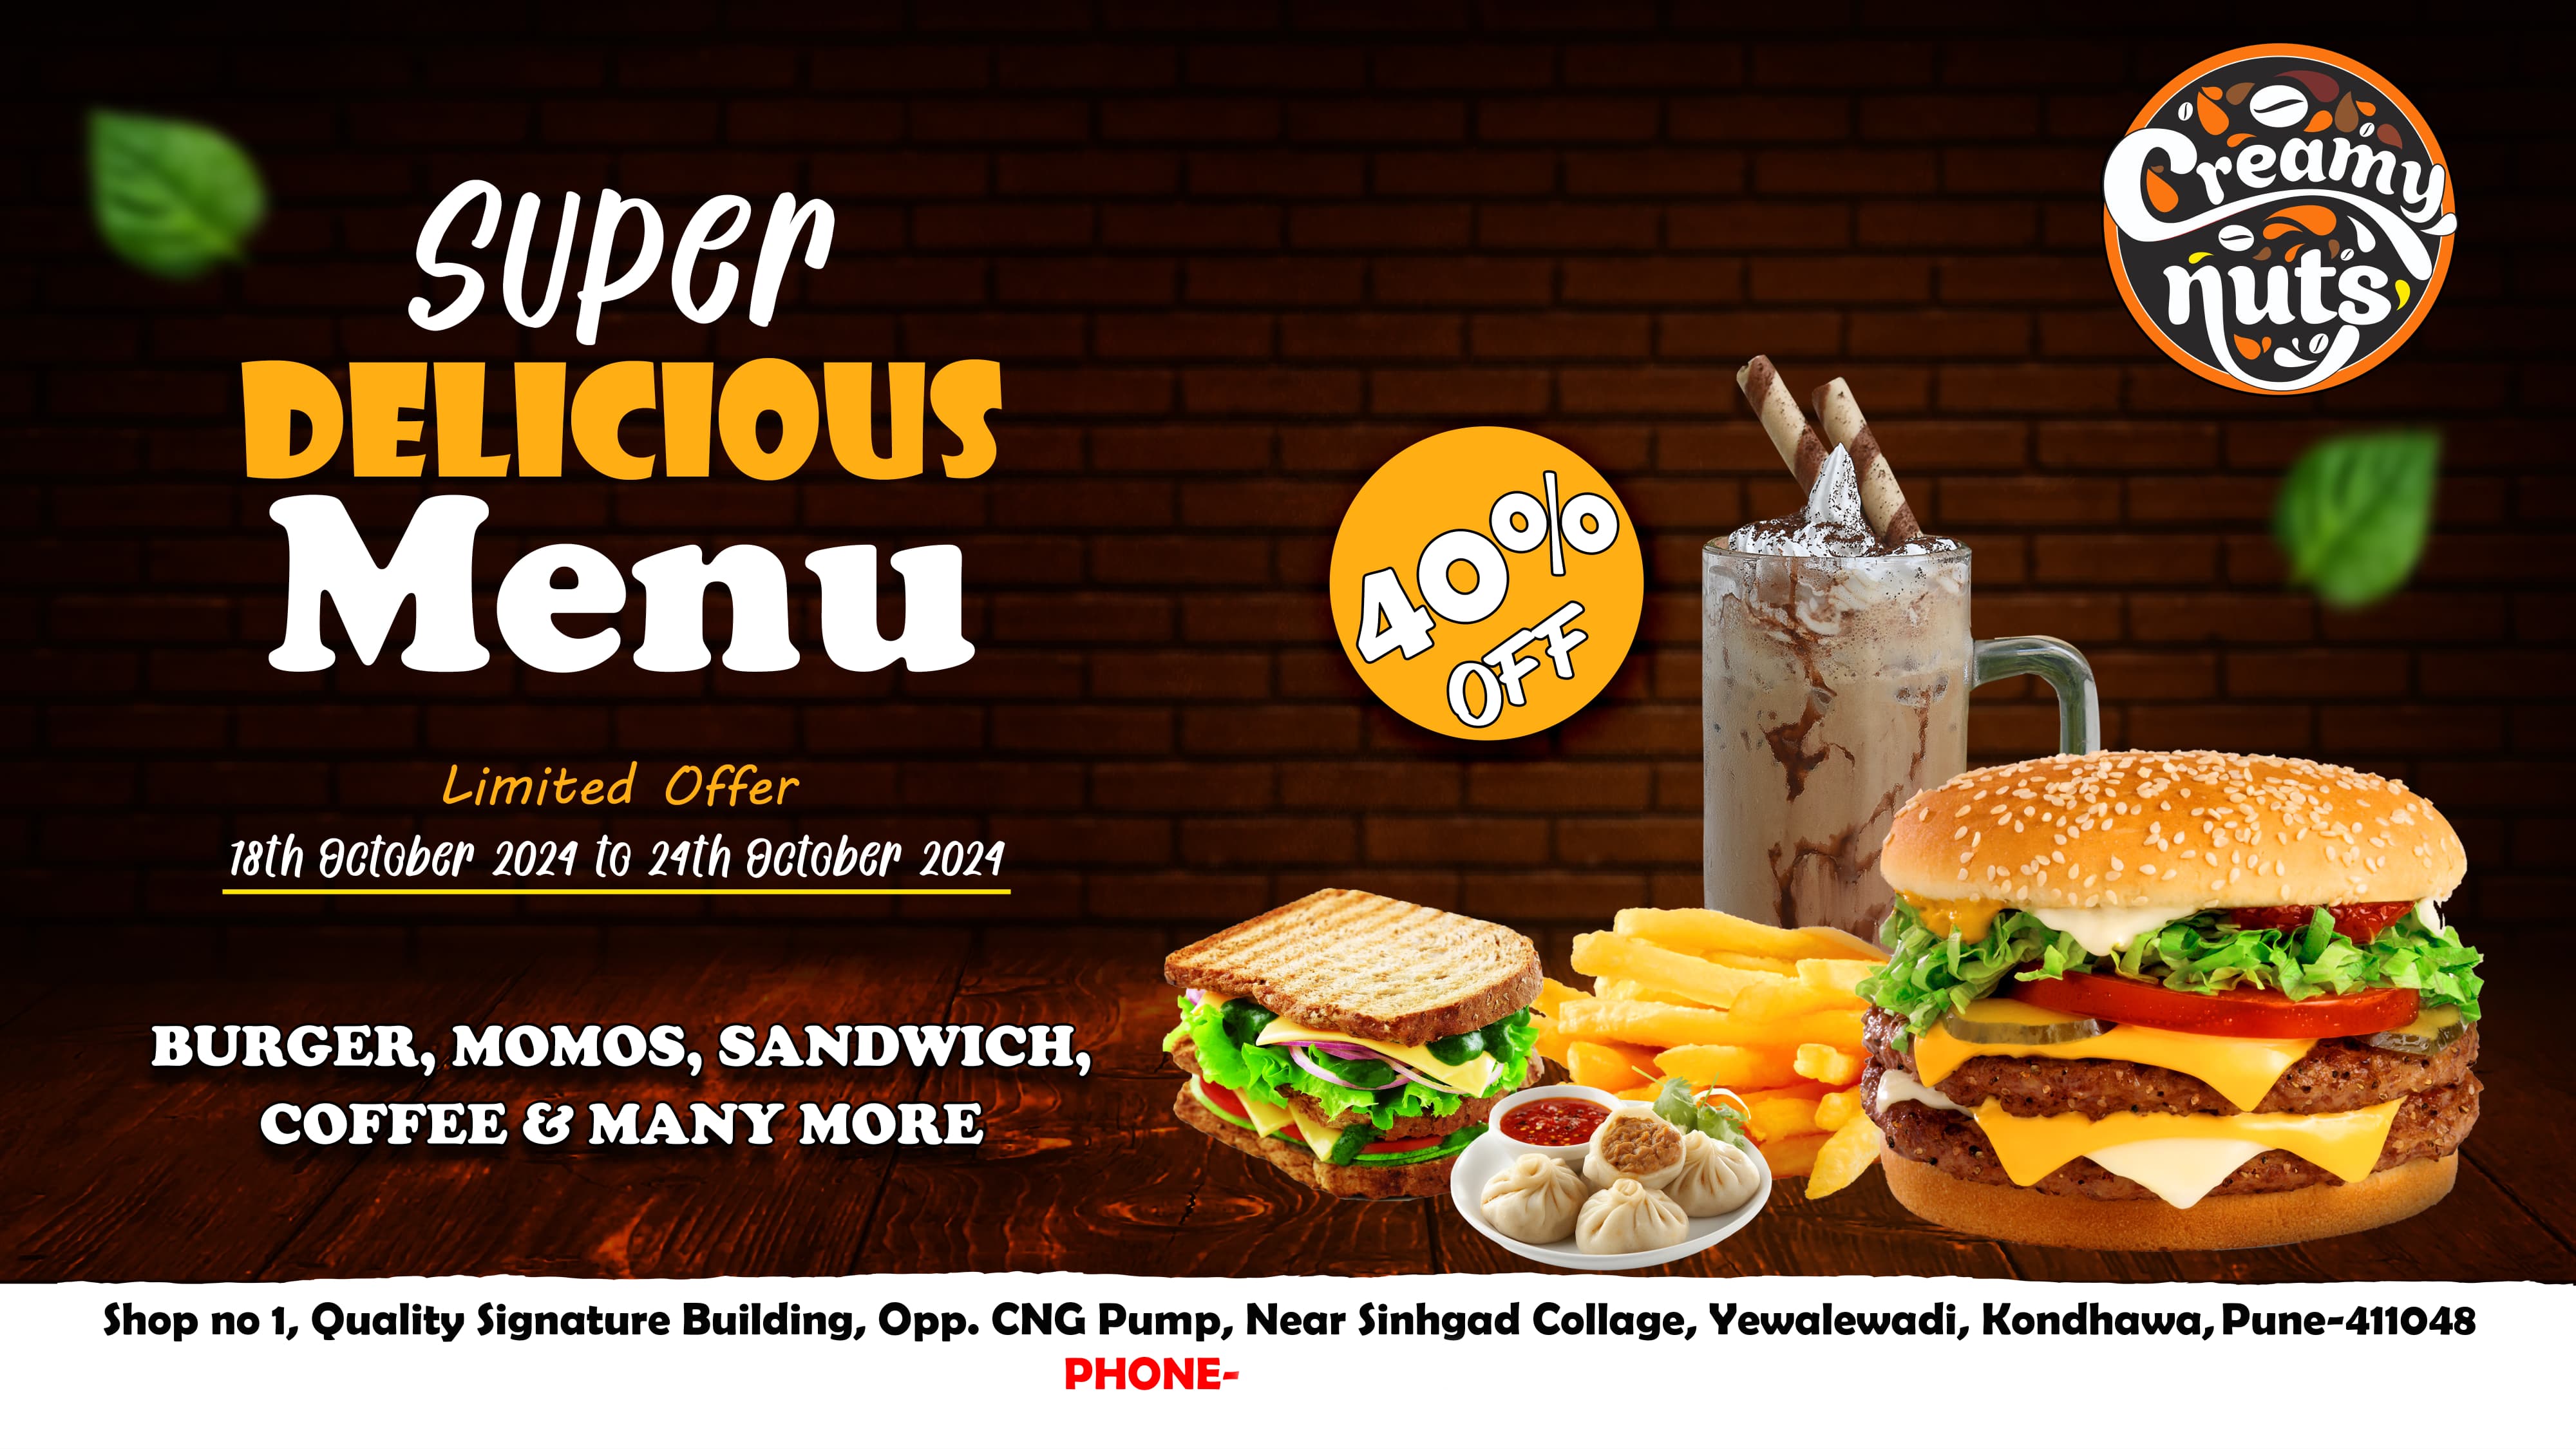 Creamy
nuts
Super
DELICIOUS
Menu
40%
OFF
Limited Offer
18th October 2024 to 24th October 2024
BURGER, MOMOS, SANDWICH,
COFFEE & MANY MORE
Shop no 1, Quality Signature Building, Opp. CNG Pump, Near Sinhgad Collage, Yewalewadi, Kondhawa, Pune-411048
PHONE-